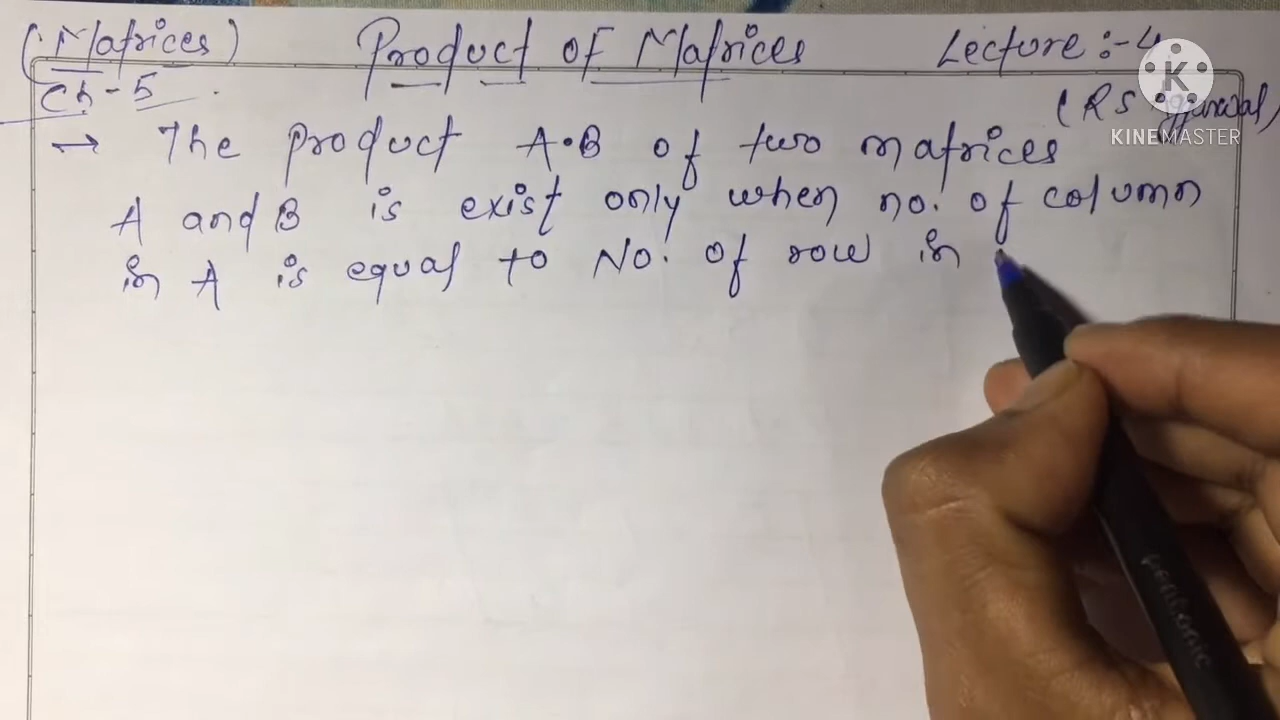 (Matrices) Product of Matrices Lecture :- 4
Ch - 5
(RS
K
KINEMASTER
→ The product A·B of two matrices
A and B is exist only when no. of column
in A is equal to No. of row in
pentonic